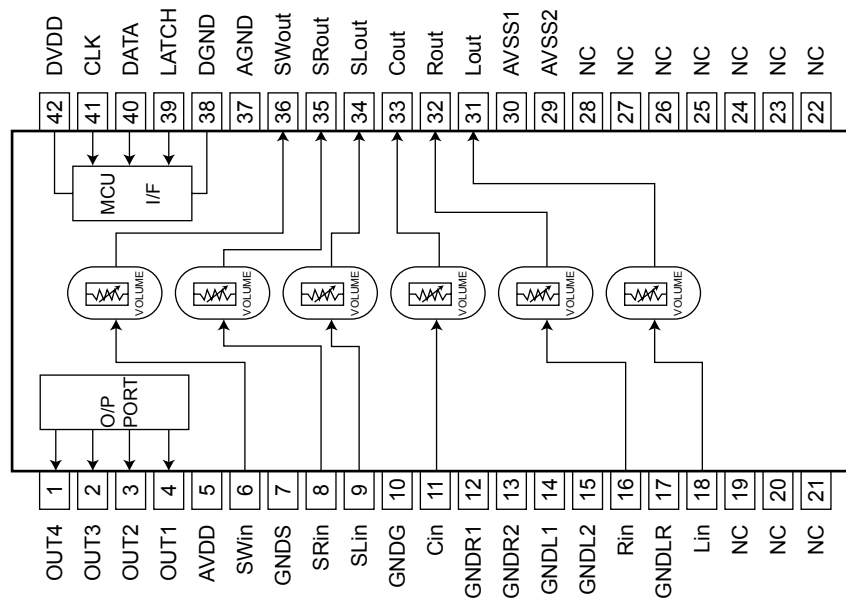 DVDD
CLK
DATA
LATCH
DGND
AGND
SWout
SRout
SLout
Cout
Rout
Lout
AVSS1
AVSS2
NC
NC
NC
NC
NC
NC
NC
42
41
40
39
38
37
36
35
34
33
32
31
30
29
28
27
26
25
24
23
22
MCU
I/F
VOLUME
VOLUME
VOLUME
VOLUME
VOLUME
VOLUME
O/P
PORT
1
2
3
4
5
6
7
8
9
10
11
12
13
14
15
16
17
18
19
20
21
OUT4
OUT3
OUT2
OUT1
AVDD
SWin
GNDS
SRin
SLin
GNDG
Cin
GNDR1
GNDR2
GNDL1
GNDL2
Rin
GNDLR
Lin
NC
NC
NC